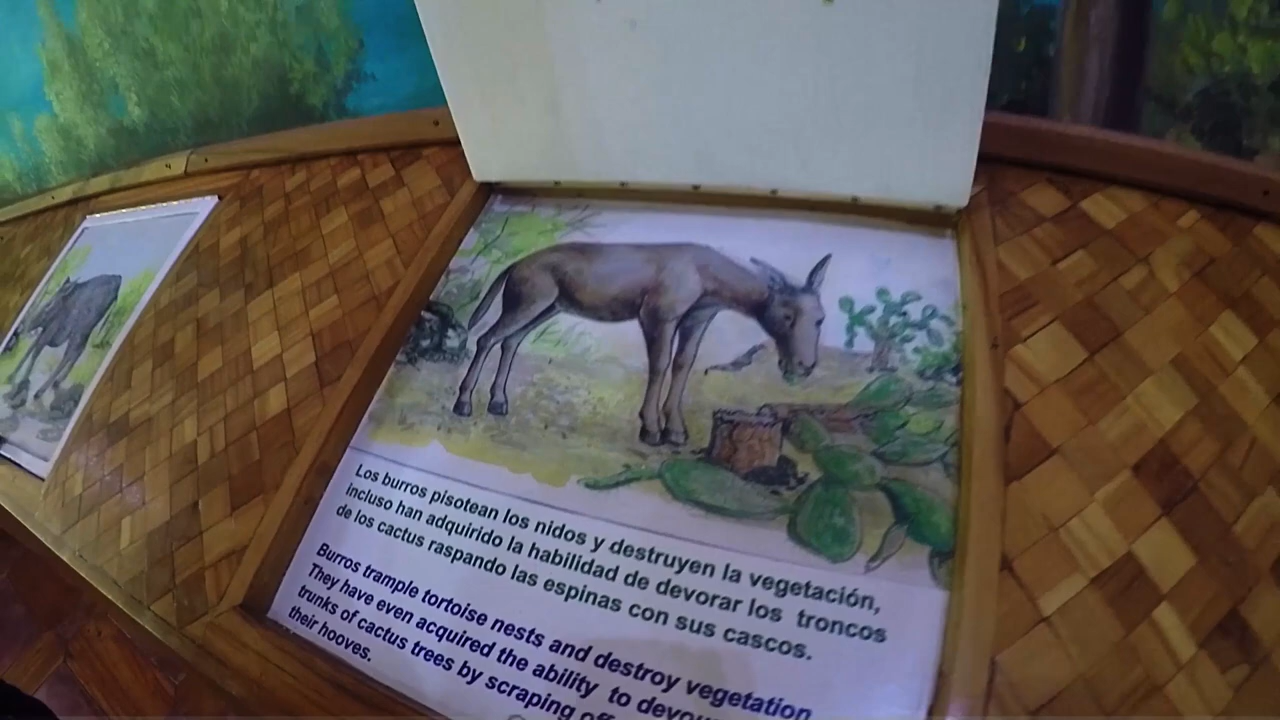 Los burros pisotean los nidos y destruyen la vegetación,
incluso han adquirido la habilidad de devorar los troncos
de los cactus raspando las espinas con sus cascos.
Burros trample tortoise nests and destroy vegetation
They have even acquired the ability to devou
trunks of cactus trees by scraping off
their hooves.